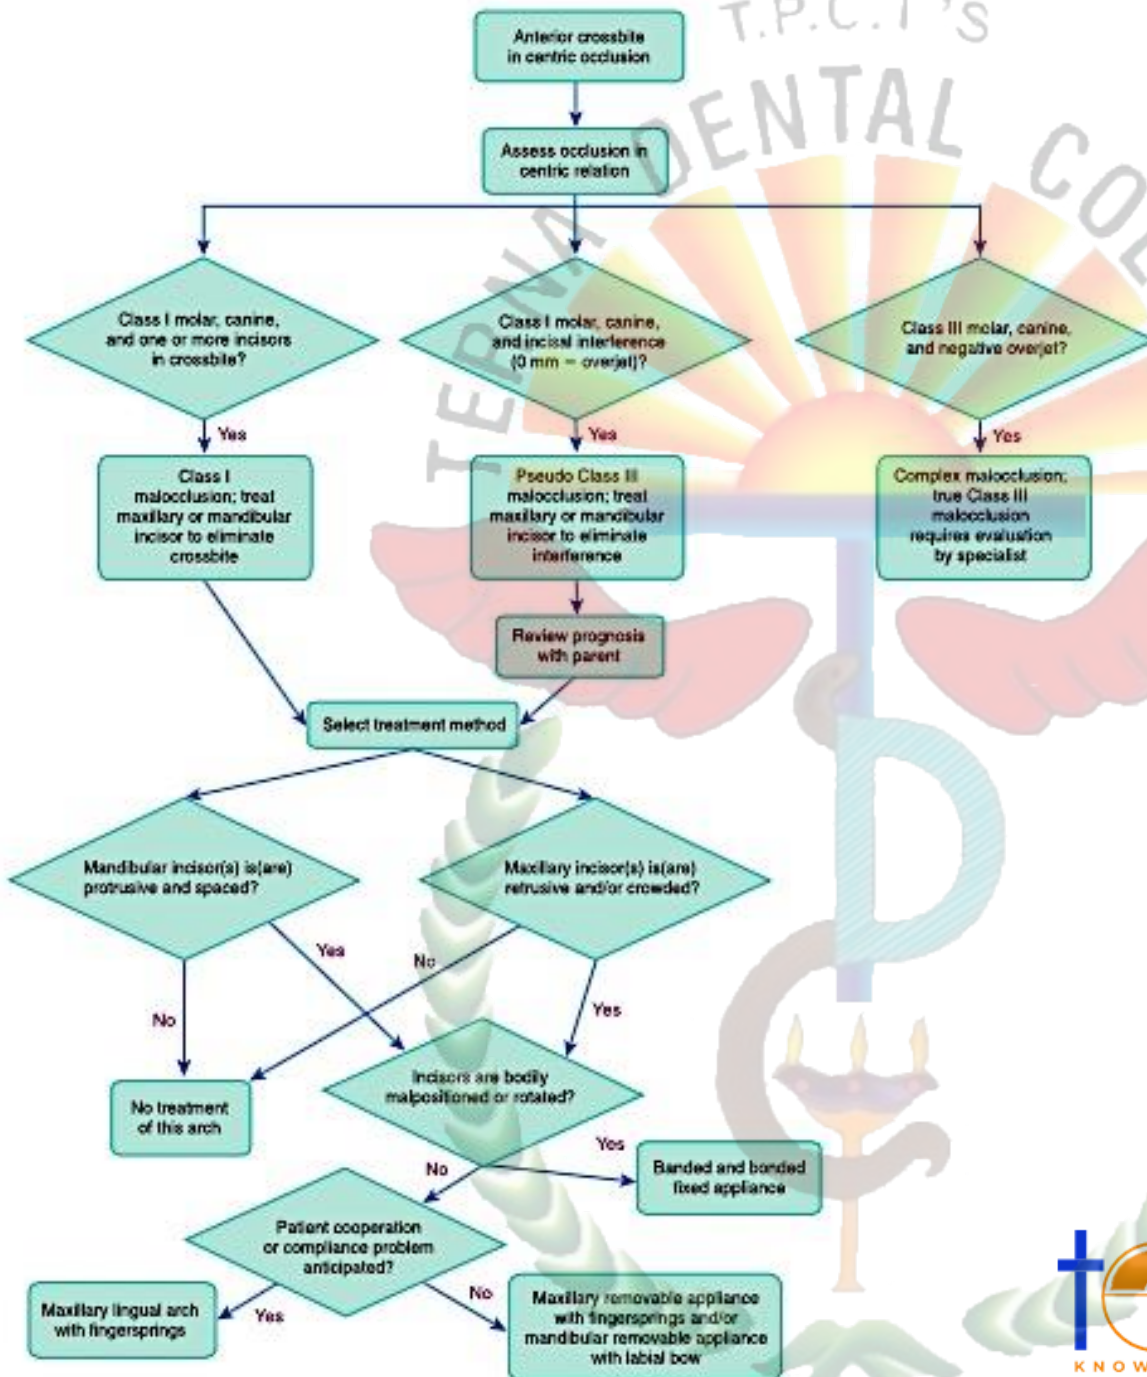 T.P.C.T'S
TERNA DENTAL COL
Anterior crossbite
in centric occlusion
Assess occlusion in
centric relation
Class I molar, canine,
and one or more incisors
in crossbite?
Class I molar, canine,
and incisal interference
(0 mm − overjet)?
Class III molar, canine,
and negative overjet?
Yes
Yes
Yes
Class I
malocclusion; treat
maxillary or mandibular
incisor to eliminate
crossbite
Pseudo Class III
malocclusion; treat
maxillary or mandibular
incisor to eliminate
interference
Complex malocclusion;
true Class III
malocclusion
requires evaluation
by specialist
Review prognosis
with parent
Select treatment method
Mandibular incisor(s) is(are)
protrusive and spaced?
Maxillary incisor(s) is(are)
retrusive and/or crowded?
Yes
No
No
Yes
No treatment
of this arch
Incisors are bodily
malpositioned or rotated?
Yes
No
Banded and bonded
fixed appliance
Patient cooperation
or compliance problem
anticipated?
Yes
No
Maxillary lingual arch
with fingersprings
Maxillary removable appliance
with fingersprings and/or
mandibular removable appliance
with labial bow
KNOW